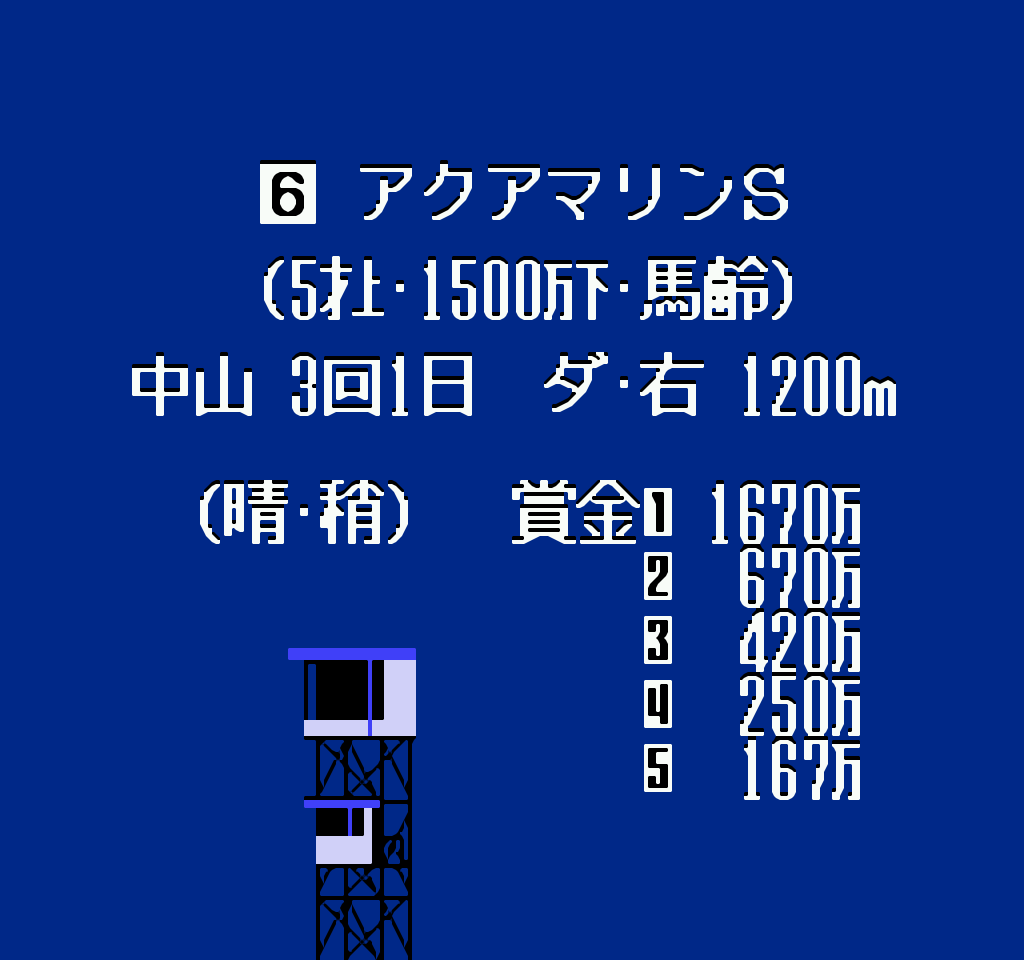 6 アクアマリンS
(5才上·1500万下·馬齢)
中山 3回1日 ダ·右 1200m
(晴·稍) 賞金1 1670万
2 670万
3 420万
4 250万
5 167万